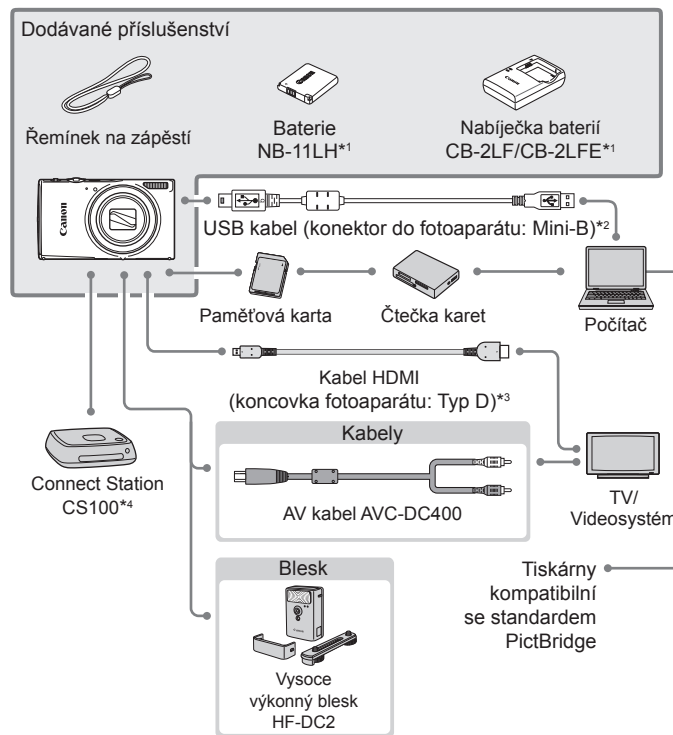 Dodávané příslušenství
Řemínek na zápěstí
Baterie
NB-11LH*1
Nabíječka baterií
CB-2LF/CB-2LFE*1
Canon
USB kabel (konektor do fotoaparátu: Mini-B)*2
Paměťová karta
Čtečka karet
Počítač
Kabel HDMI
(koncovka fotoaparátu: Typ D)*3
Connect Station
CS100*4
Kabely
AV kabel AVC-DC400
TV/
Videosystém
Blesk
Vysoce
výkonný blesk
HF-DC2
Tiskárny
kompatibilní
se standardem
PictBridge